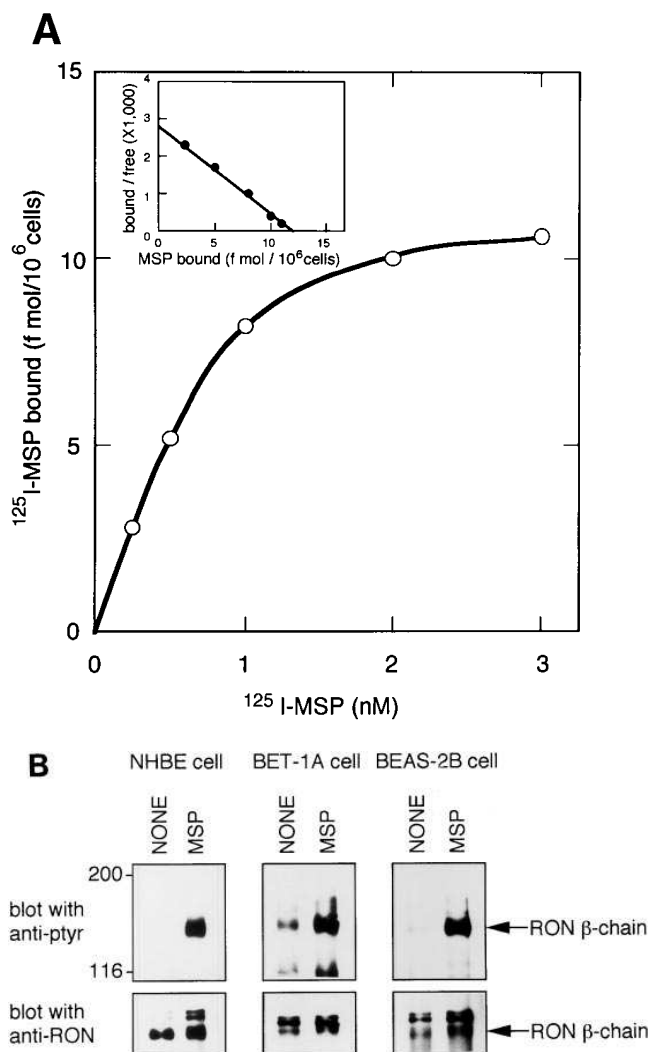 A
15
10
5
0
0
1
2
3
¹²⁵I-MSP bound (f mol/10⁶ cells)
¹²⁵ I-MSP (nM)
4
3
2
1
0
0
5
10
15
bound / free (X1,000)
MSP bound (f mol / 10⁶cells)
B
NHBE cell
BET-1A cell
BEAS-2B cell
NONE
MSP
NONE
MSP
NONE
MSP
200
blot with
anti-ptyr
116
RON β-chain
blot with
anti-RON
RON β-chain